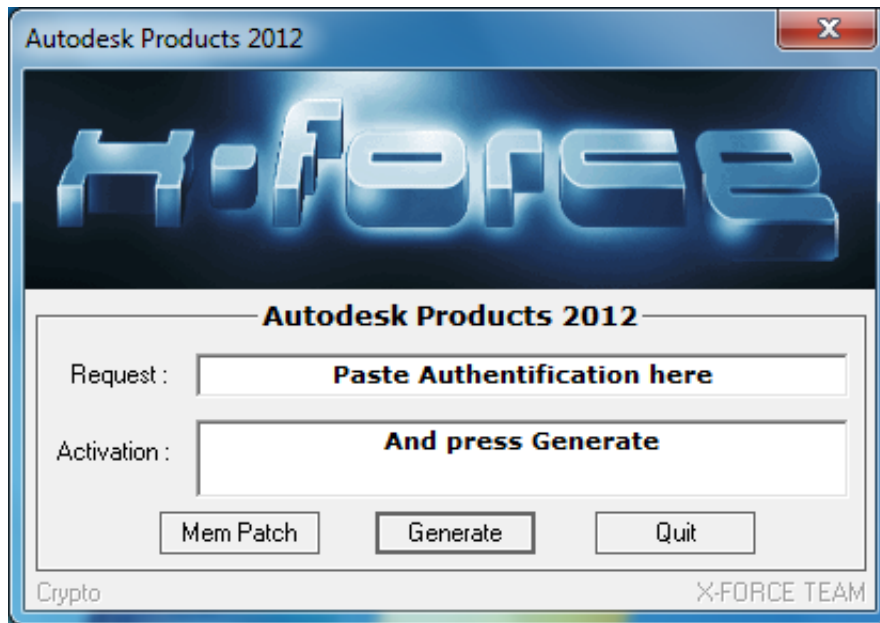 Autodesk Products 2012
x-force
Autodesk Products 2012
Request :
Paste Authentification here
Activation :
And press Generate
Mem Patch
Generate
Quit
Crypto
X-FORCE TEAM